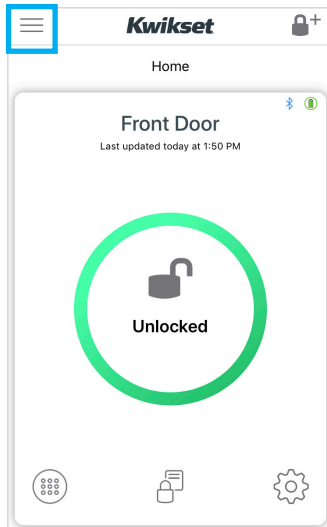 Kwikset
Home
Front Door
Last updated today at 1:50 PM
Unlocked